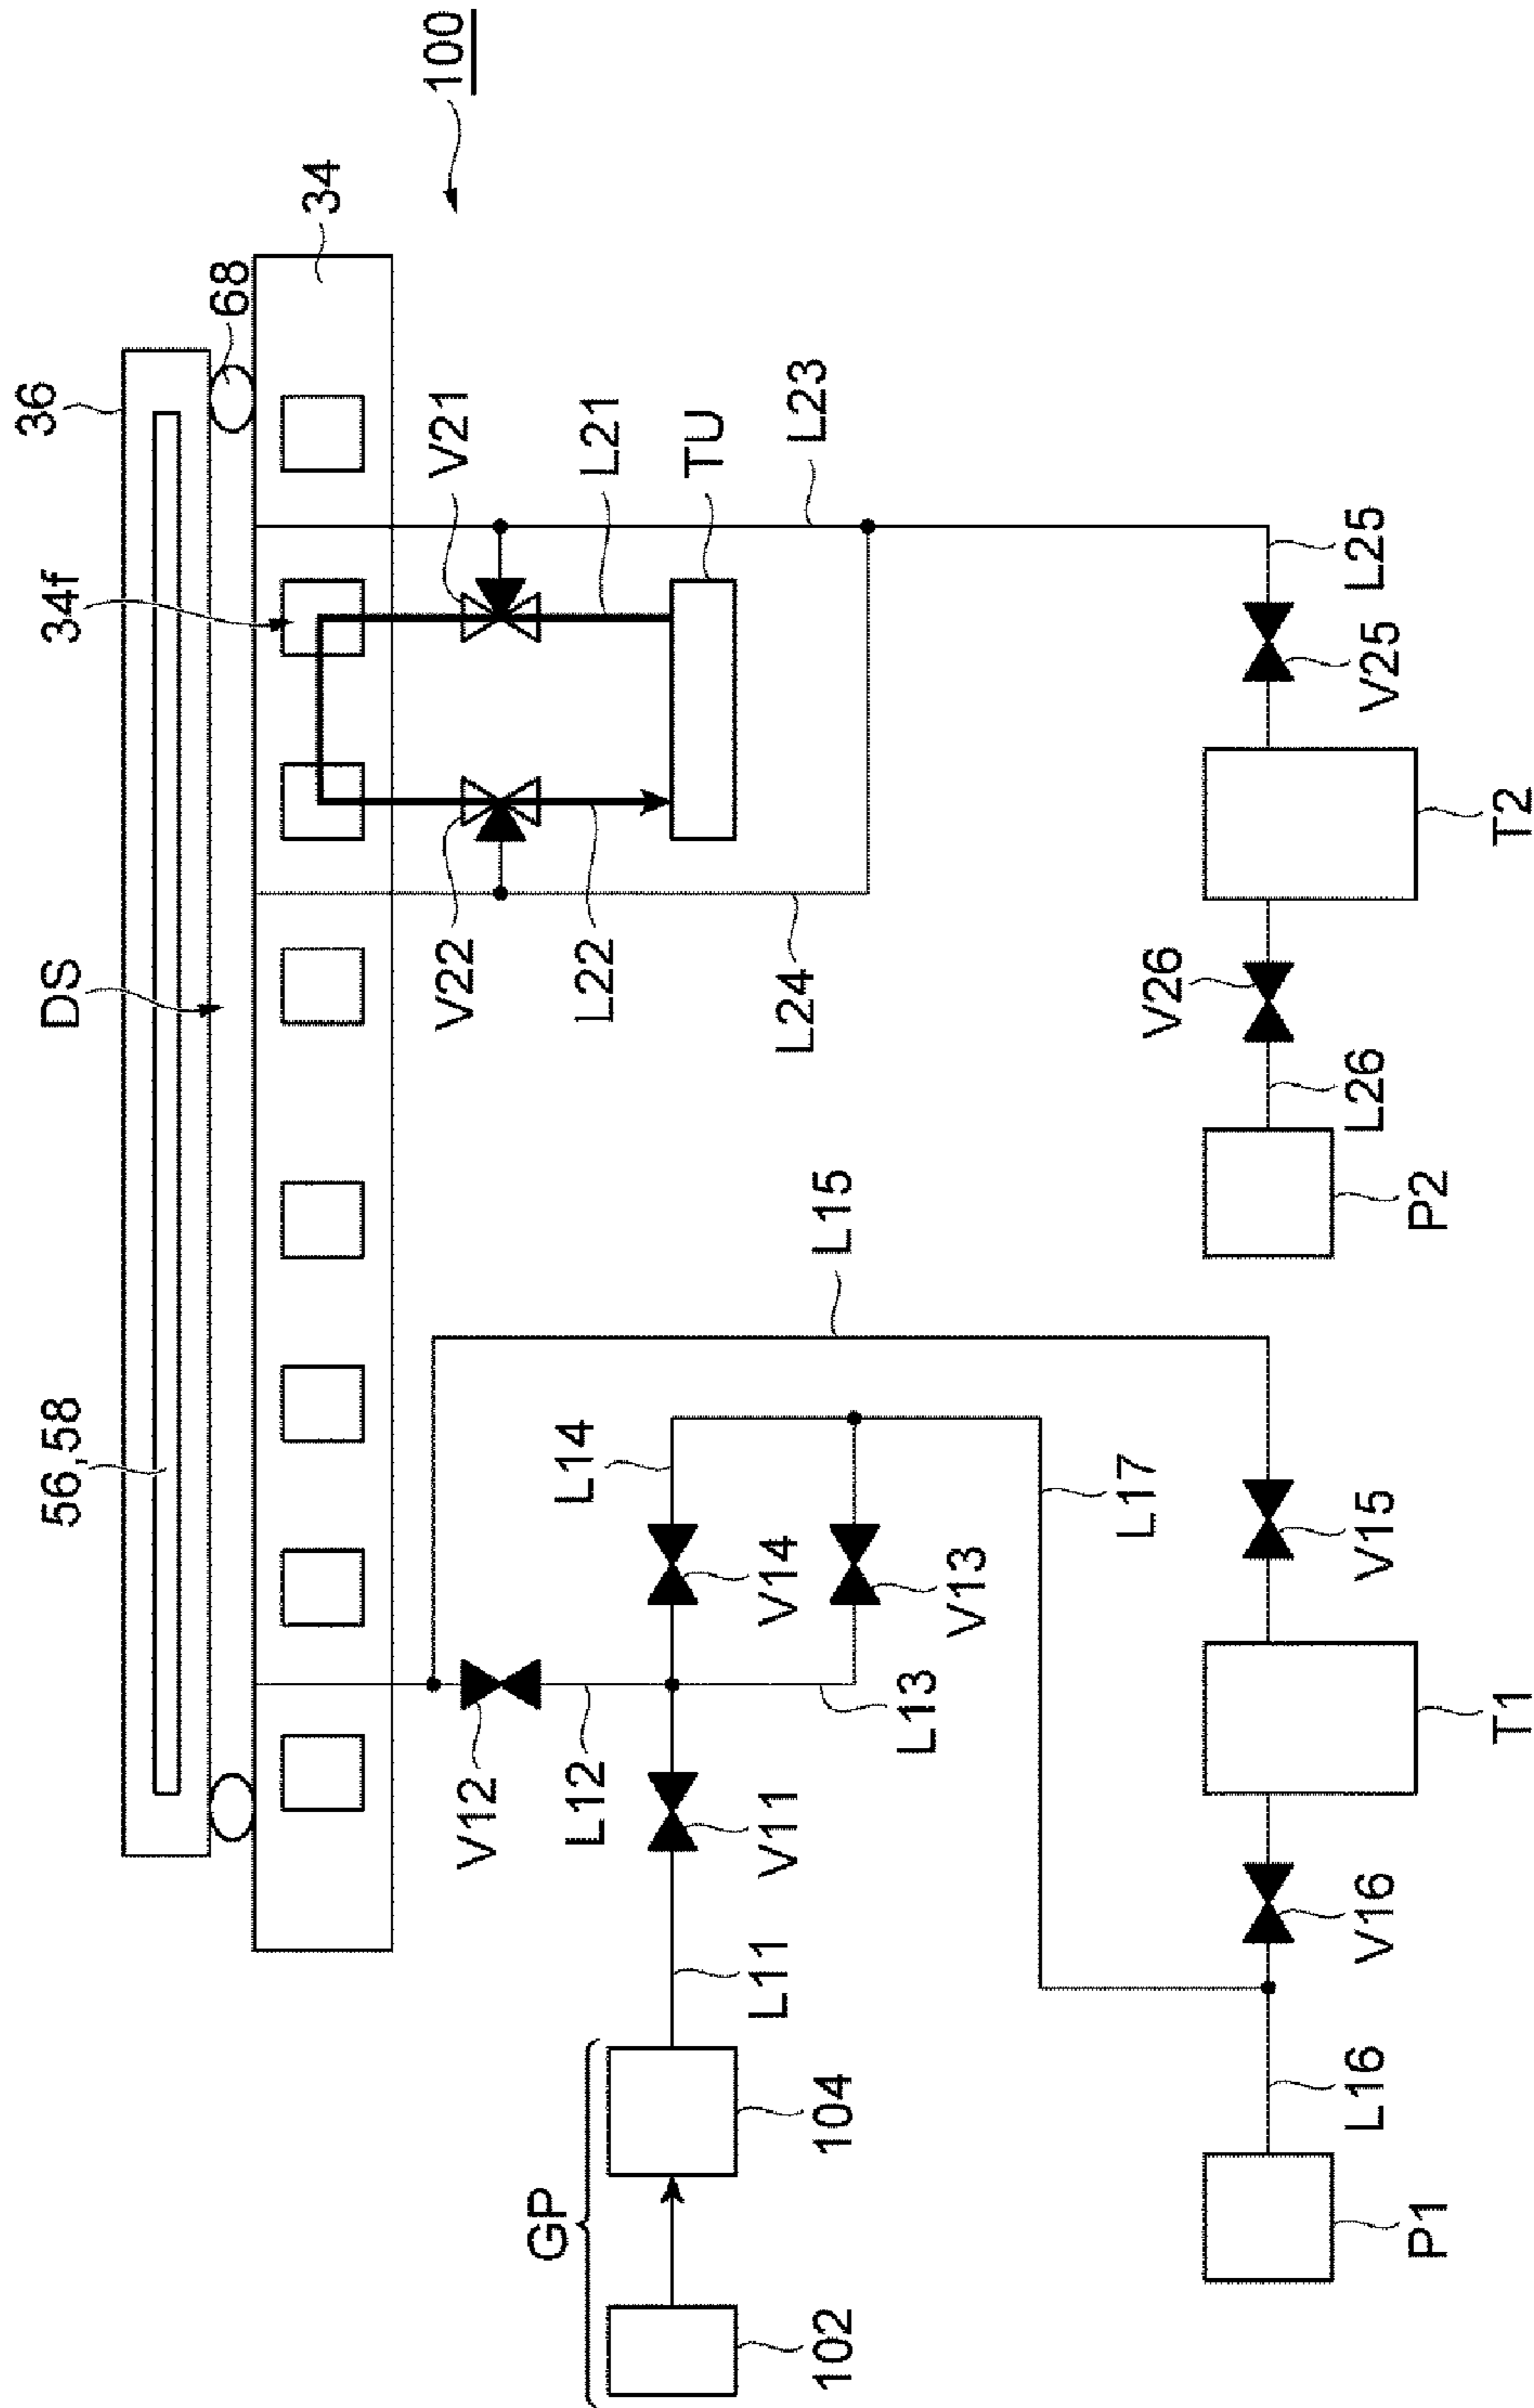 100
36
68
34
34f
DS
56,58
V21
L21
TU
L23
V22
L22
L24
L25
V25
T2
V26
L26
P2
L15
L14
V14
V13
L17
V15
V12
L12
L13
V11
T1
V16
L11
L16
GP
104
102
P1